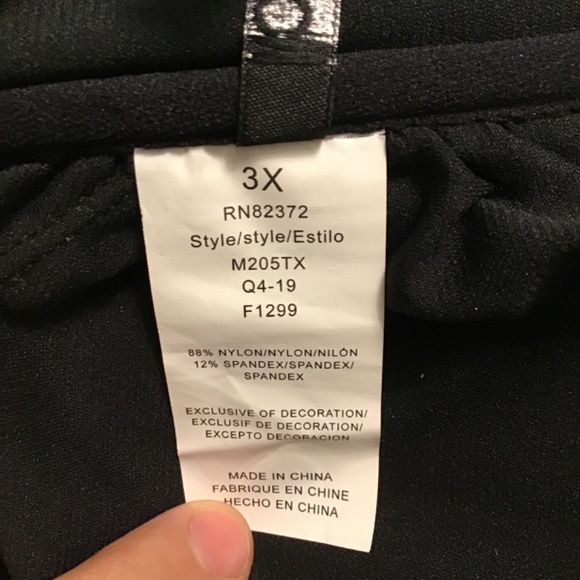 3X
RN82372
Style/style/Estilo
M205TX
Q4-19
F1299
88% NYLON/NYLON/NILÓN
12% SPANDEX/SPANDEX/
SPANDEX
EXCLUSIVE OF DECORATION/
EXCLUSIF DE DECORATION/
EXCEPTO DECORACION
MADE IN CHINA
FABRIQUE EN CHINE
HECHO EN CHINA